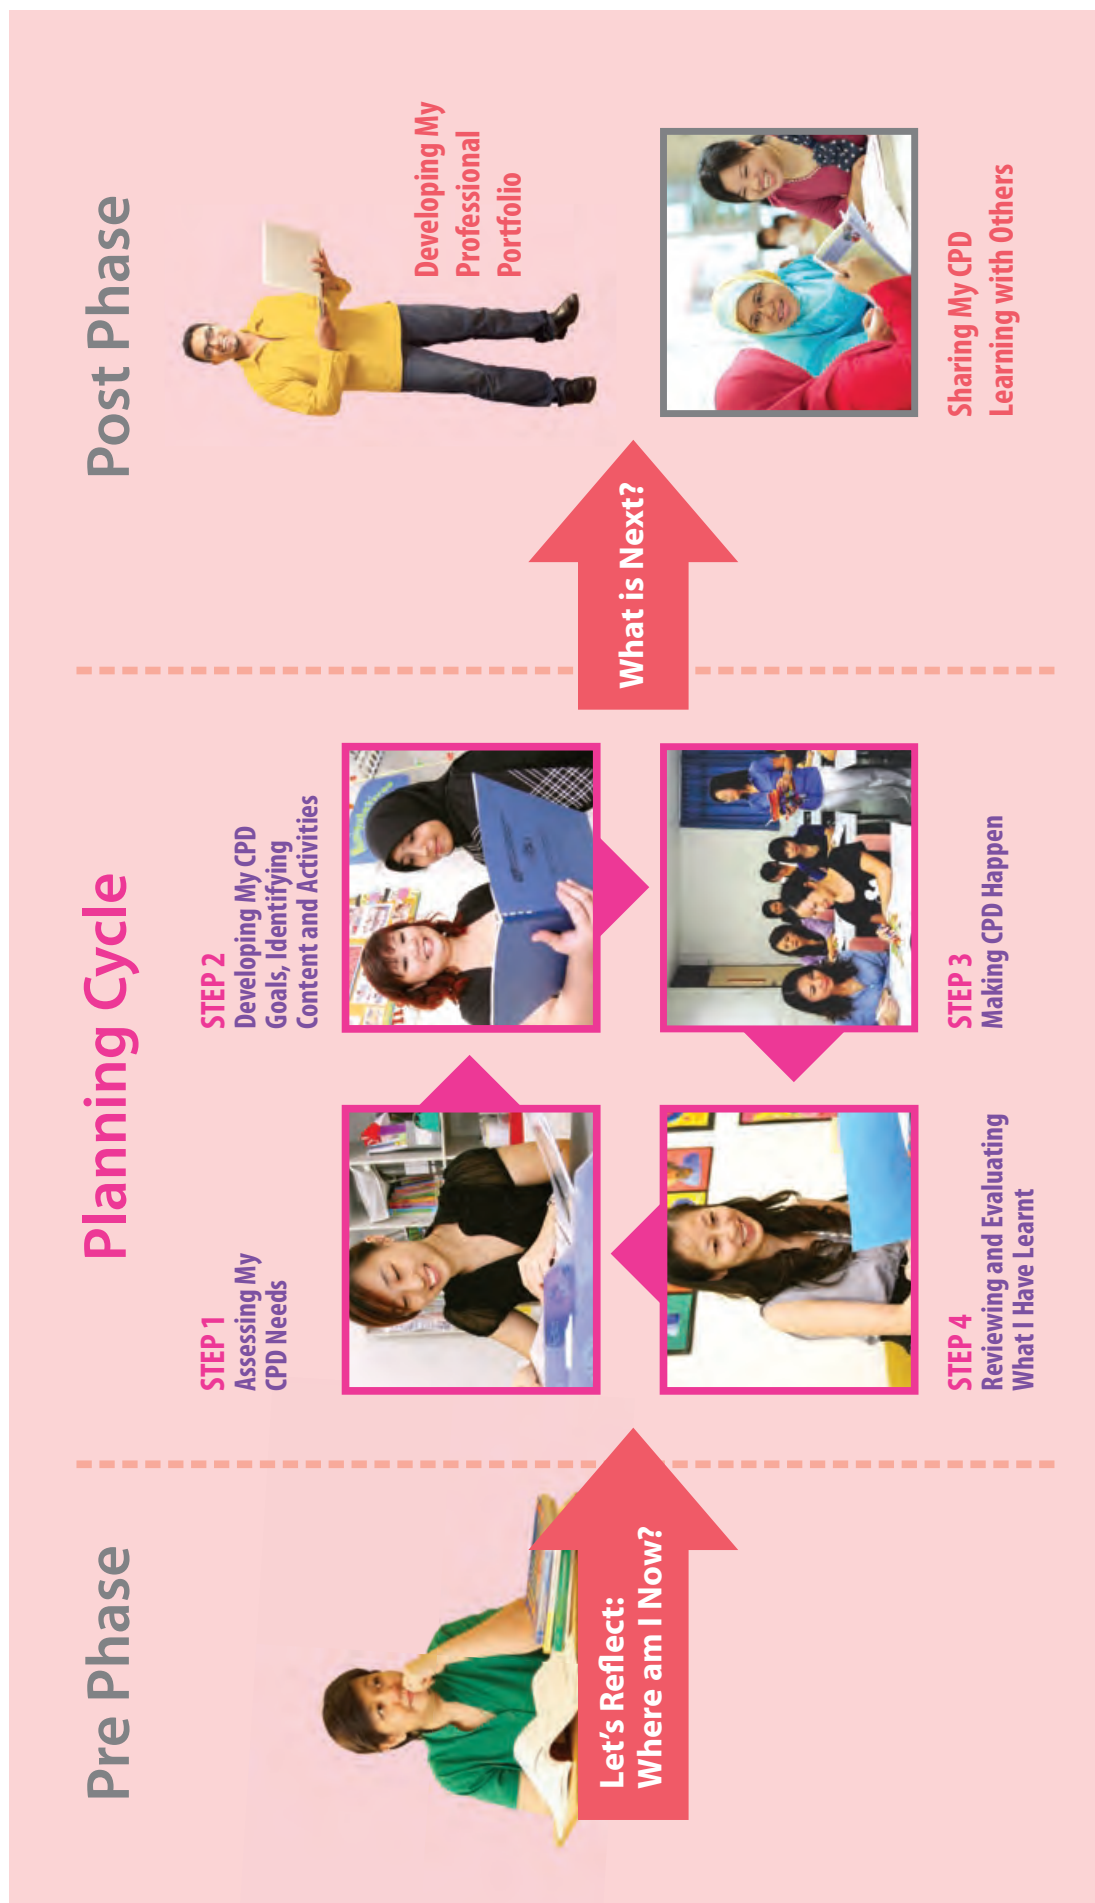 Pre Phase
Let's Reflect:
Where am I Now?
Planning Cycle
STEP 1
Assessing My
CPD Needs
STEP 2
Developing My CPD
Goals, Identifying
Content and Activities
STEP 3
Making CPD Happen
STEP 4
Reviewing and Evaluating
What I Have Learnt
What is Next?
Post Phase
Developing My
Professional
Portfolio
Sharing My CPD
Learning with Others